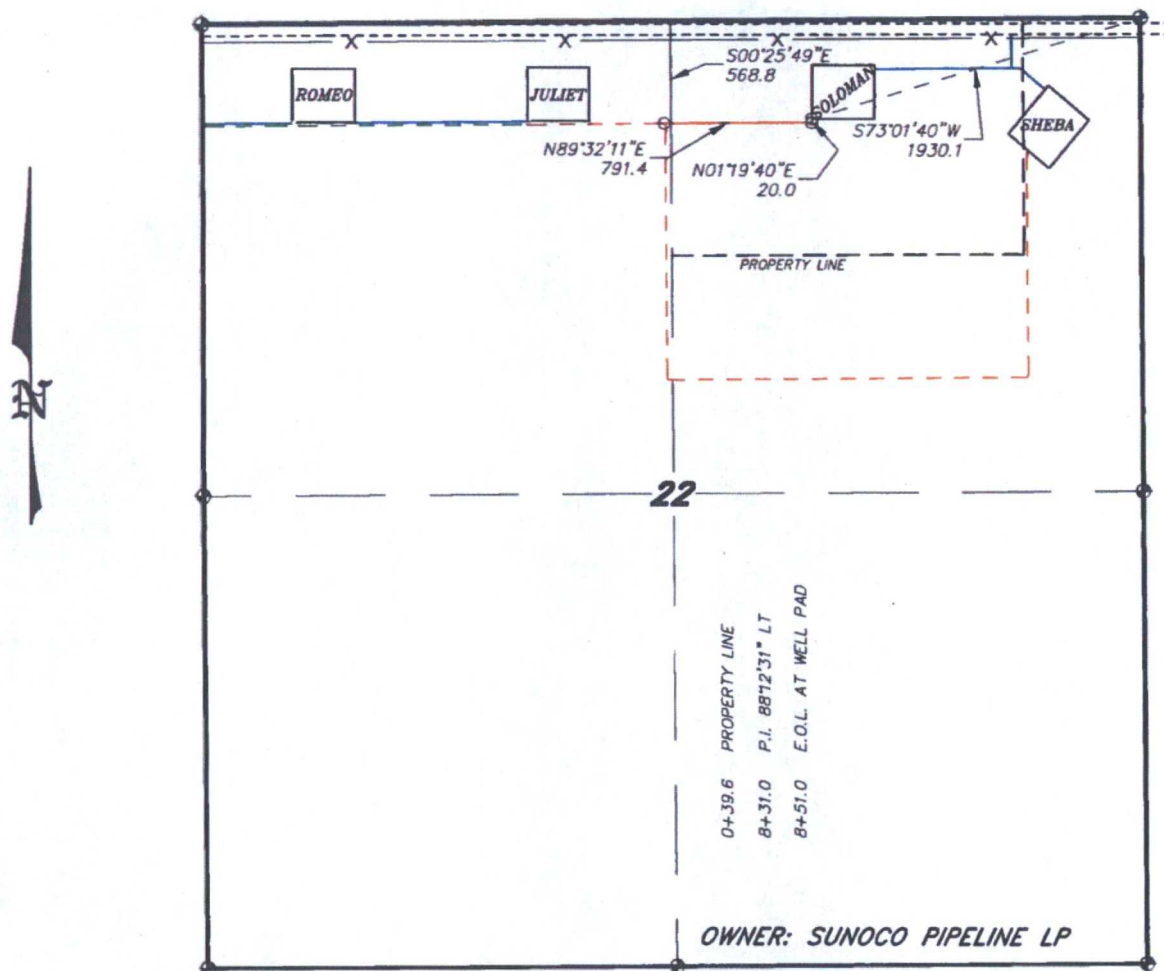 S00°25'49"E
568.8
ROMEO
JULIET
SOLOMAN
SHEBA
S73°01'40"W
1930.1
N89°32'11"E
791.4
N01°19'40"E
20.0
PROPERTY LINE
22
0+39.6 PROPERTY LINE
8+31.0 P.I. 88°12'31" LT
8+51.0 E.O.L. AT WELL PAD
OWNER: SUNOCO PIPELINE LP